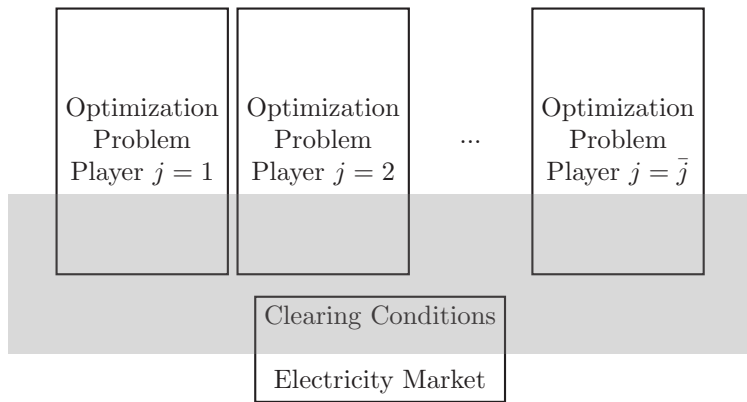 Optimization
Problem
Player j = 1
Optimization
Problem
Player j = 2
...
Optimization
Problem
Player j = j̄
Clearing Conditions
Electricity Market